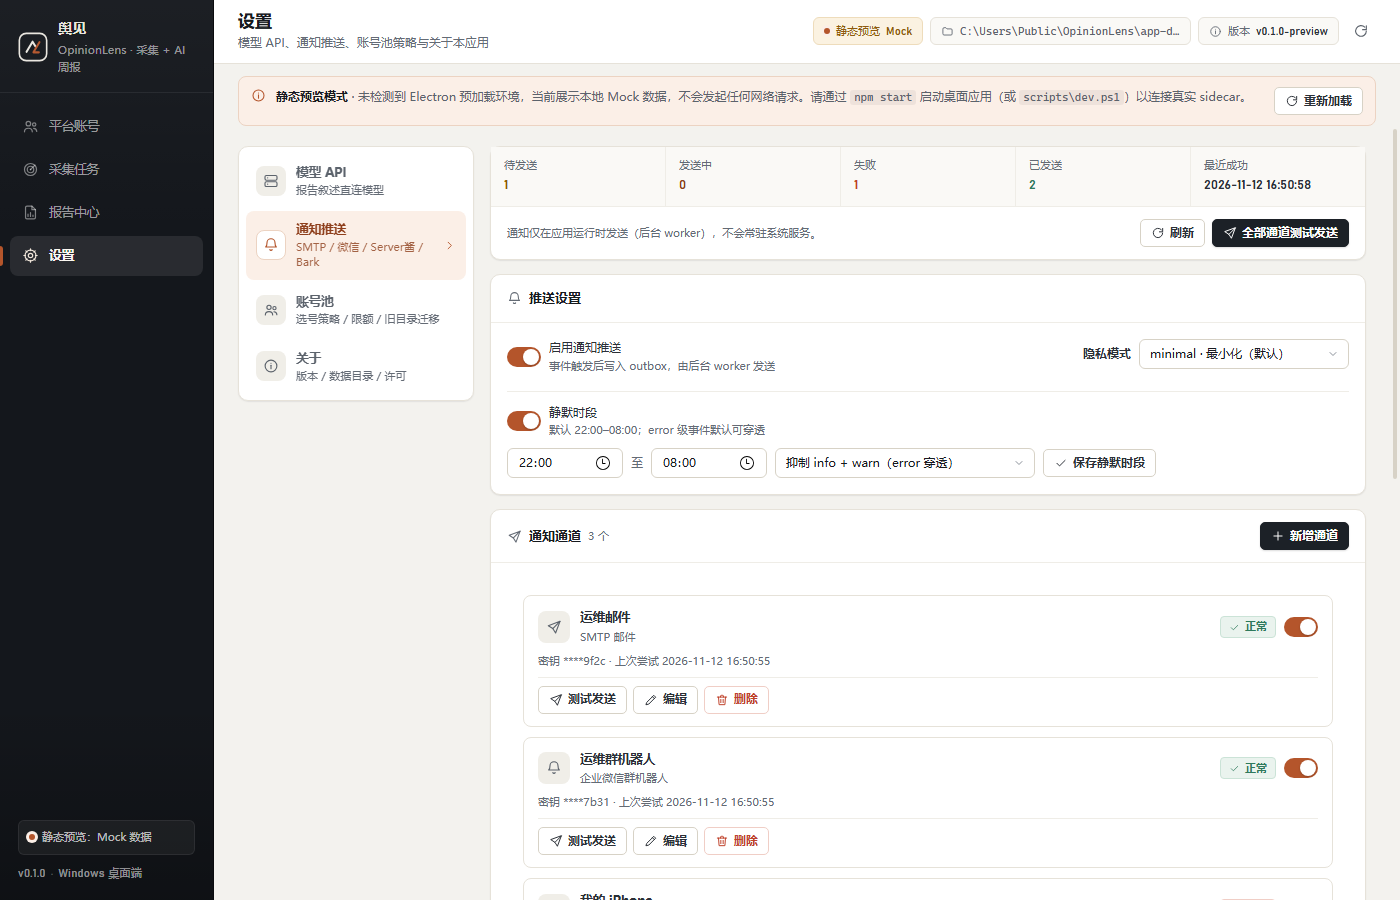 舆见
OpinionLens · 采集 + AI
周报
平台账号
采集任务
报告中心
设置
静态预览：Mock 数据
v0.1.0 · Windows 桌面端
设置
模型 API、通知推送、账号池策略与关于本应用
静态预览 Mock
C:\Users\Public\OpinionLens\app-d…
版本 v0.1.0-preview
静态预览模式 · 未检测到 Electron 预加载环境，当前展示本地 Mock 数据，不会发起任何网络请求。请通过 npm start 启动桌面应用（或 scripts\dev.ps1）以连接真实 sidecar。
重新加载
模型 API
报告叙述直连模型
通知推送
SMTP / 微信 / Server酱 /
Bark
账号池
选号策略 / 限额 / 旧目录迁移
关于
版本 / 数据目录 / 许可
待发送
1
发送中
0
失败
1
已发送
2
最近成功
2026-11-12 16:50:58
通知仅在应用运行时发送（后台 worker），不会常驻系统服务。
刷新
全部通道测试发送
推送设置
启用通知推送
事件触发后写入 outbox，由后台 worker 发送
隐私模式
minimal · 最小化（默认）
静默时段
默认 22:00–08:00；error 级事件默认可穿透
22:00
至
08:00
抑制 info + warn（error 穿透）
保存静默时段
通知通道 3 个
新增通道
运维邮件
SMTP 邮件
正常
密钥 ****9f2c · 上次尝试 2026-11-12 16:50:55
测试发送
编辑
删除
运维群机器人
企业微信群机器人
正常
密钥 ****7b31 · 上次尝试 2026-11-12 16:50:55
测试发送
编辑
删除
我的 iPhone